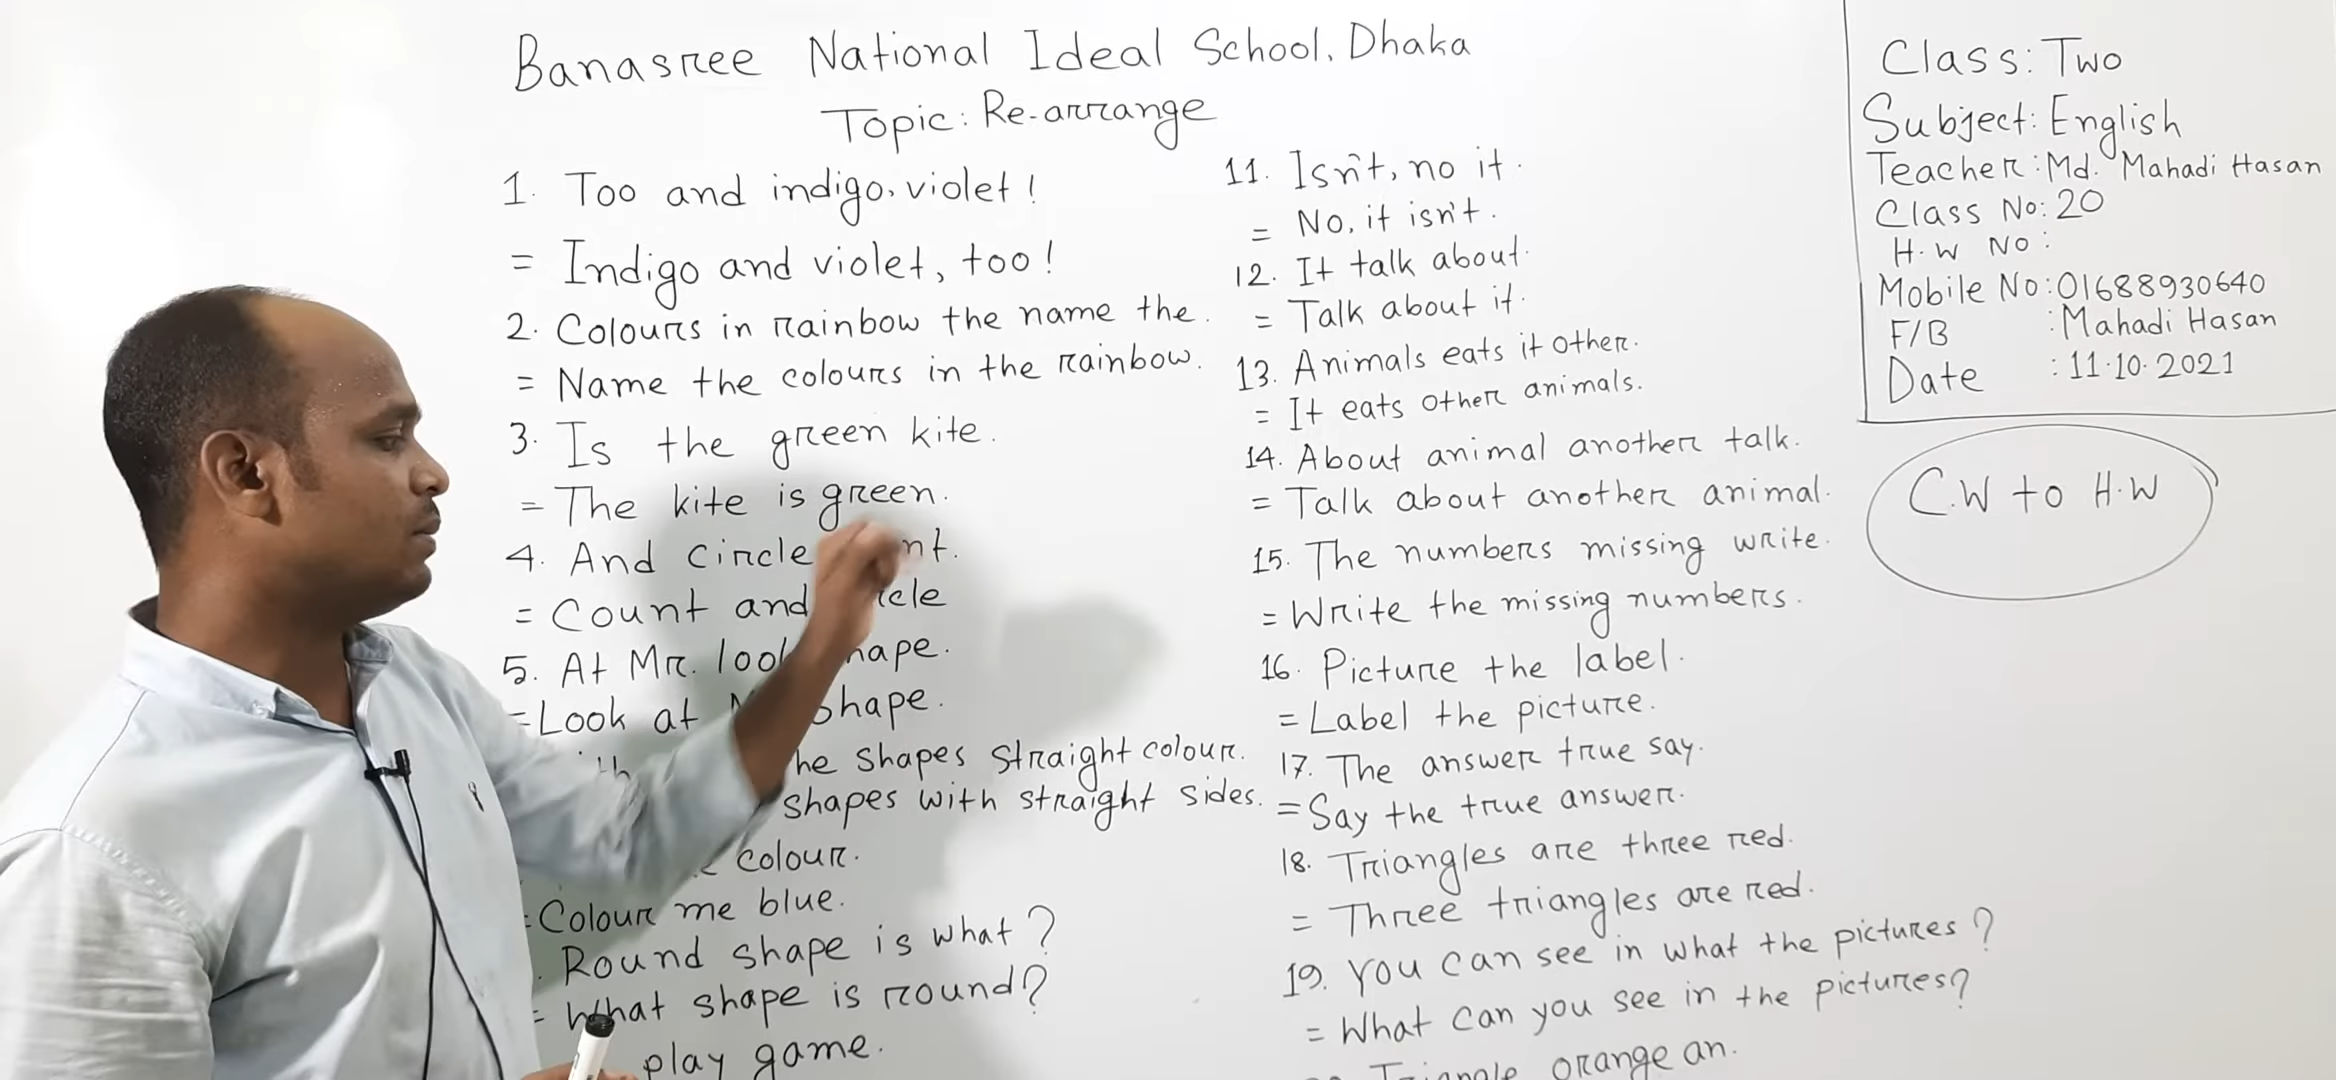 Banasree National Ideal School, Dhaka
Topic: Re-arrange
1. Too and indigo, violet!
= Indigo and violet, too!
2. Colours in rainbow the name the.
= Name the colours in the rainbow.
3. Is the green kite.
= The kite is green.
4. And circle
= Count and
5. At Mr.
= Look at shape.
shapes straight colour.
shapes with straight sides.
colour.
= Colour me blue.
Round shape is what?
= What shape is round?
play game.
11. Isn't, no it.
= No, it isn't.
12. It talk about.
= Talk about it.
13. Animals eats it other.
= It eats other animals.
14. About animal another talk.
= Talk about another animal.
15. The numbers missing write.
= Write the missing numbers.
16. Picture the label.
= Label the picture.
17. The answer true say.
= Say the true answer.
18. Triangles are three red.
= Three triangles are red.
19. You can see in what the pictures?
= What can you see in the pictures?
Triangle orange an.
Class: Two
Subject: English
Teacher: Md. Mahadi Hasan
Class No: 20
H.W No:
Mobile No: 01688930640
F/B : Mahadi Hasan
Date : 11.10.2021
C.W to H.W